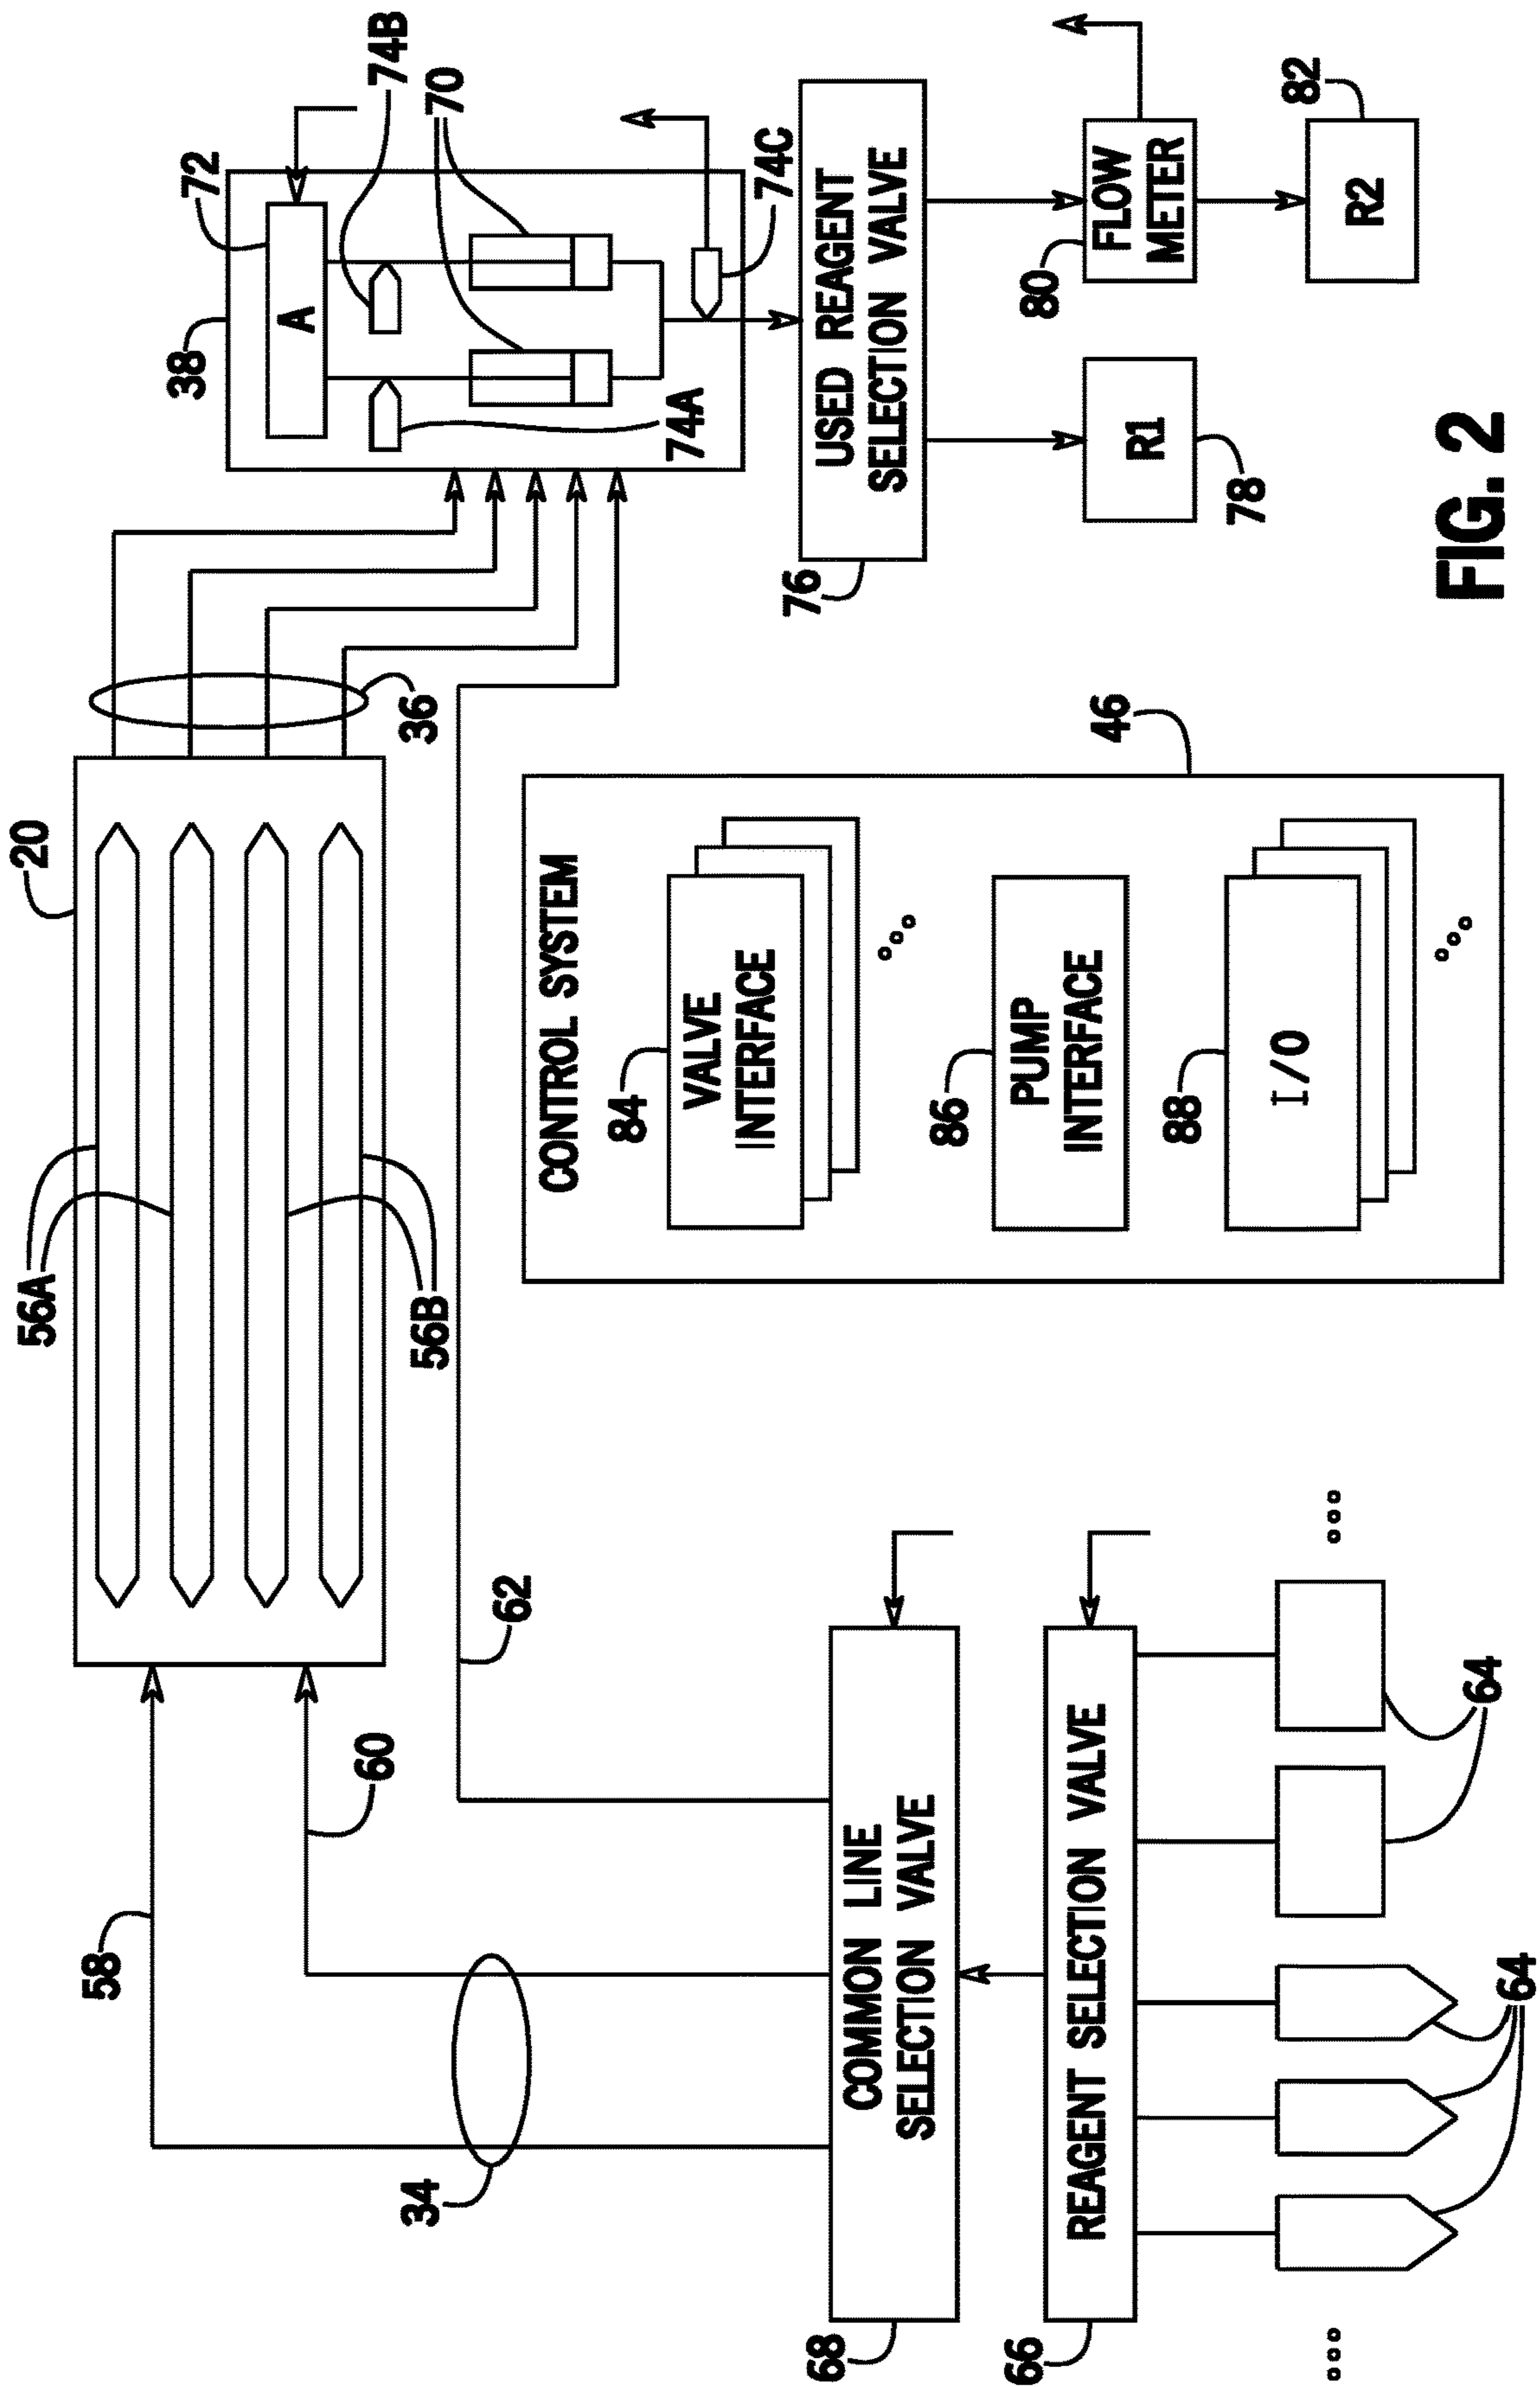 20
56A
56B
36
58
60
34
62
38
72
74B
70
A
74A
74C
USED REAGENT
SELECTION VALVE
76
R1
78
80
FLOW
METER
R2
82
COMMON LINE
SELECTION VALVE
68
REAGENT SELECTION VALVE
66
64
64
CONTROL SYSTEM
46
84
VALVE
INTERFACE
86
PUMP
INTERFACE
88
I/O
FIG. 2